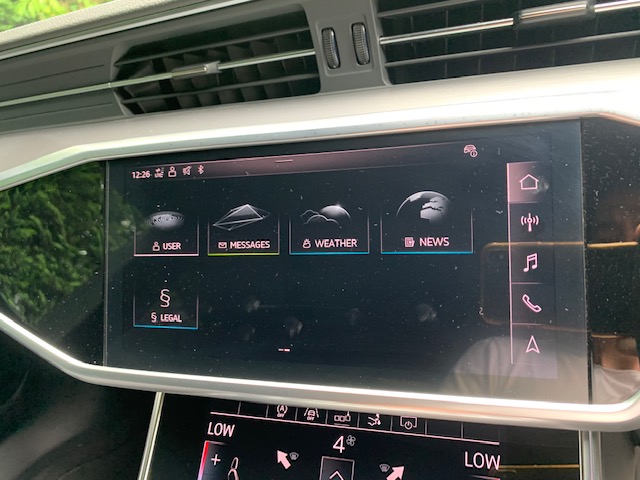 12:26
USER
MESSAGES
WEATHER
NEWS
§
§ LEGAL
LOW
4
LOW
+